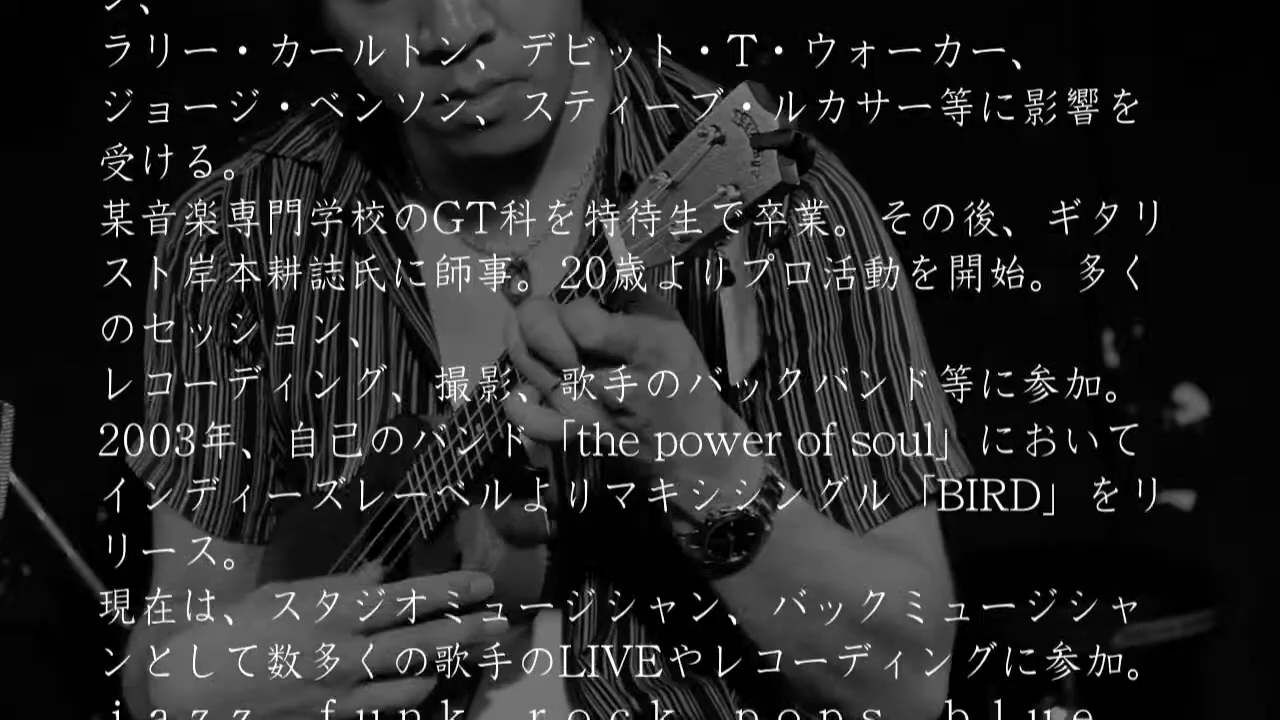 ン、
ラリー・カールトン、デビット・T・ウォーカー、
ジョージ・ベンソン、スティーブ・ルカサー等に影響を
受ける。
某音楽専門学校のGT科を特待生で卒業。その後、ギタリ
スト岸本耕誌氏に師事。20歳よりプロ活動を開始。多く
のセッション、
レコーディング、撮影、歌手のバックバンド等に参加。
2003年、自己のバンド「the power of soul」において
インディーズレーベルよりマキシシングル「BIRD」をリ
リース。
現在は、スタジオミュージシャン、バックミュージシャ
ンとして数多くの歌手のLIVEやレコーディングに参加。
ｊａｚｚ　ｆｕｎｋ　ｒｏｃｋ　ｐｏｐｓ　ｂｌｕｅ